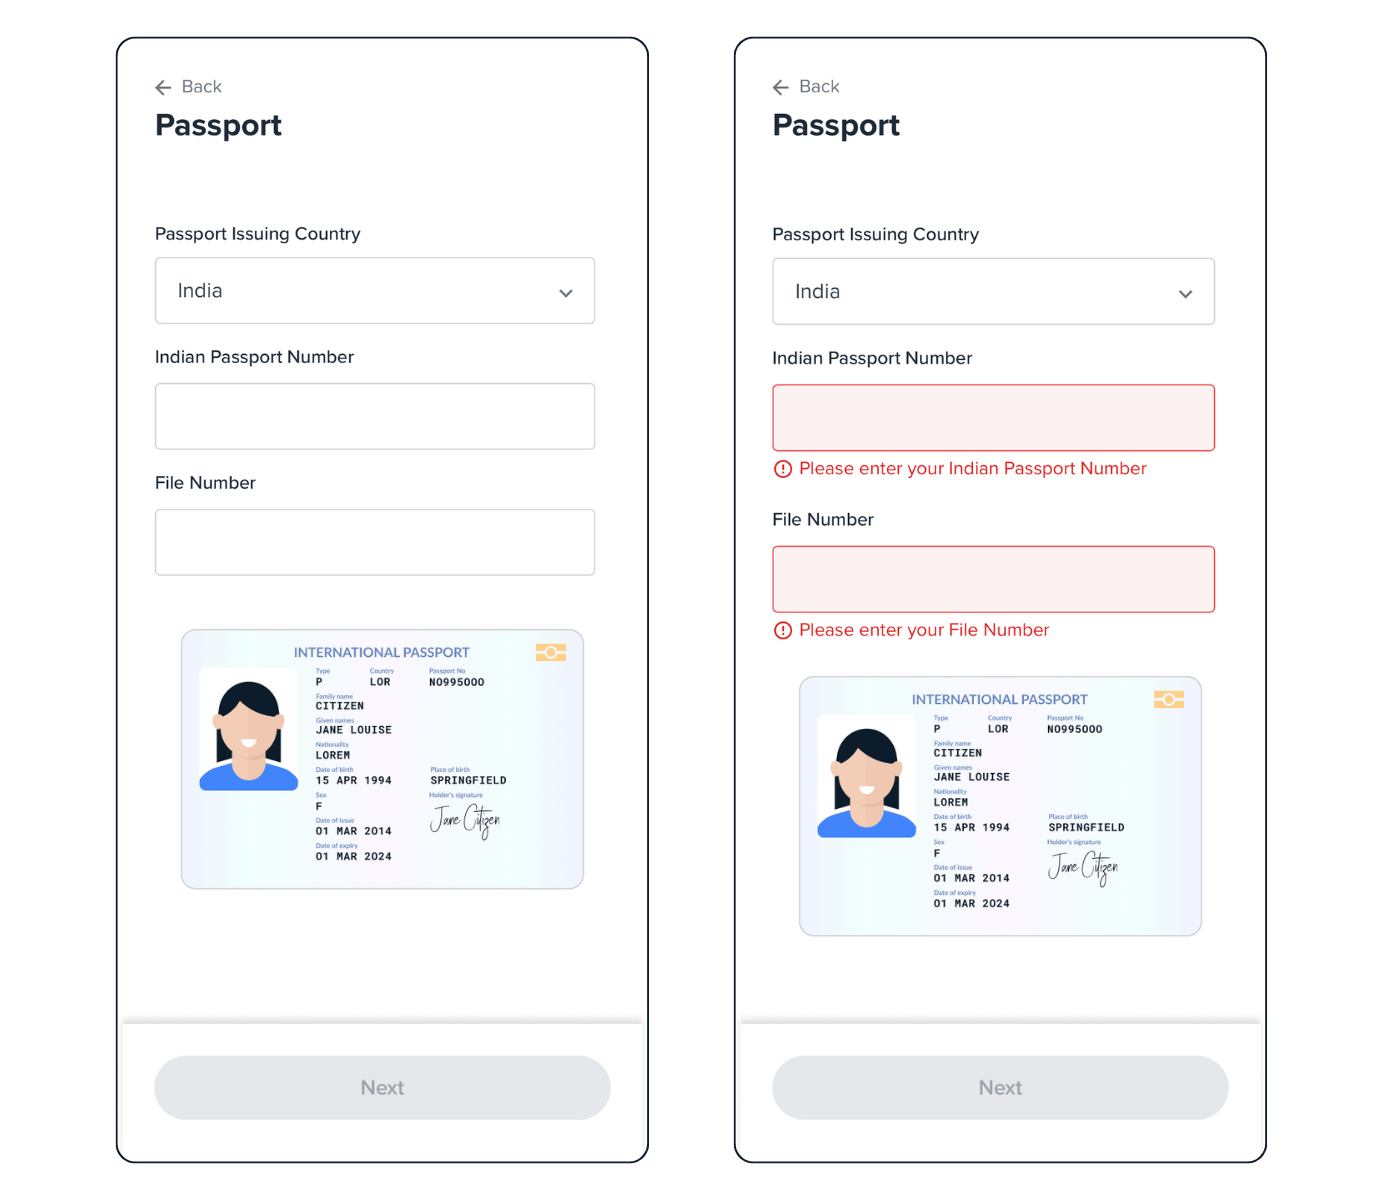 Back
Passport
Passport Issuing Country
India
Indian Passport Number
File Number
INTERNATIONAL PASSPORT
Type Country Passport No
P LOR N0995000
Family name
CITIZEN
Given names
JANE LOUISE
Nationality
LOREM
Date of birth Place of birth
15 APR 1994 SPRINGFIELD
Sex Holder's signature
F
Jane Citizen
Date of issue
01 MAR 2014
Date of expiry
01 MAR 2024
Next
Back
Passport
Passport Issuing Country
India
Indian Passport Number
Please enter your Indian Passport Number
File Number
Please enter your File Number
INTERNATIONAL PASSPORT
Type Country Passport No
P LOR N0995000
Family name
CITIZEN
Given names
JANE LOUISE
Nationality
LOREM
Date of birth Place of birth
15 APR 1994 SPRINGFIELD
Sex Holder's signature
F
Jane Citizen
Date of issue
01 MAR 2014
Date of expiry
01 MAR 2024
Next